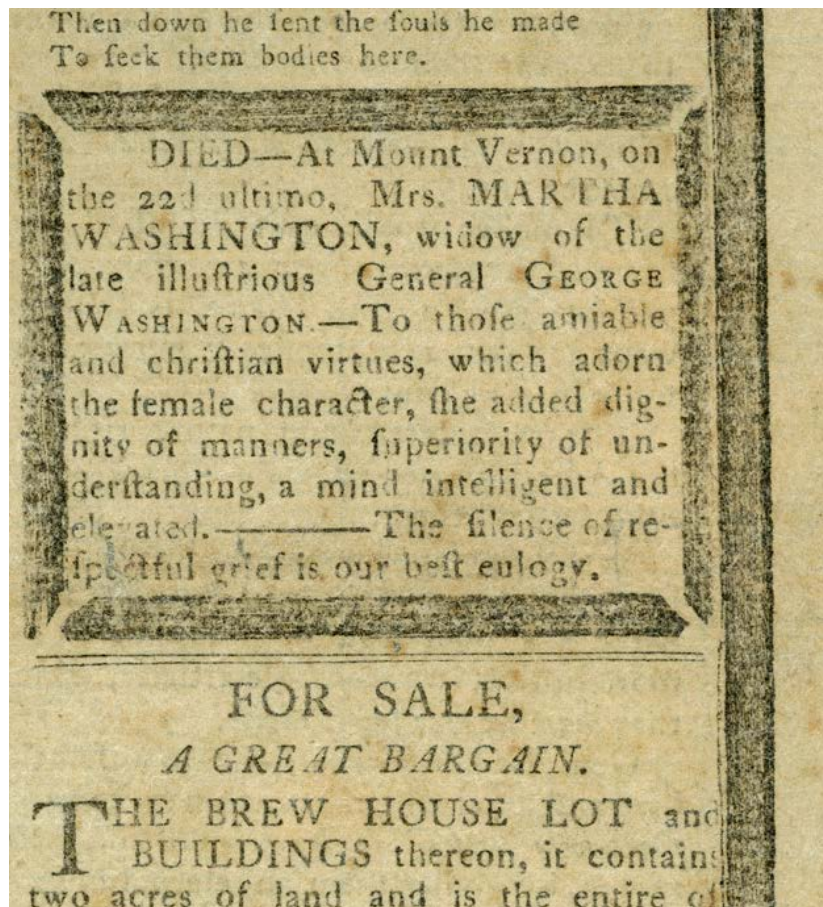 Then down he ſent the ſouls he made
To ſeek them bodies here.
DIED—At Mount Vernon, on
the 22d ultimo, Mrs. MARTHA
WASHINGTON, widow of the
late illuſtrious General GEORGE
WASHINGTON.—To thoſe amiable
and chriſtian virtues, which adorn
the female character, ſhe added dig-
nity of manners, ſuperiority of un-
derſtanding, a mind intelligent and
elevated.———The ſilence of re-
ſpectful grief is our beſt eulogy.
FOR SALE,
A GREAT BARGAIN.
THE BREW HOUSE LOT and
BUILDINGS thereon, it contains
two acres of land and is the entire of